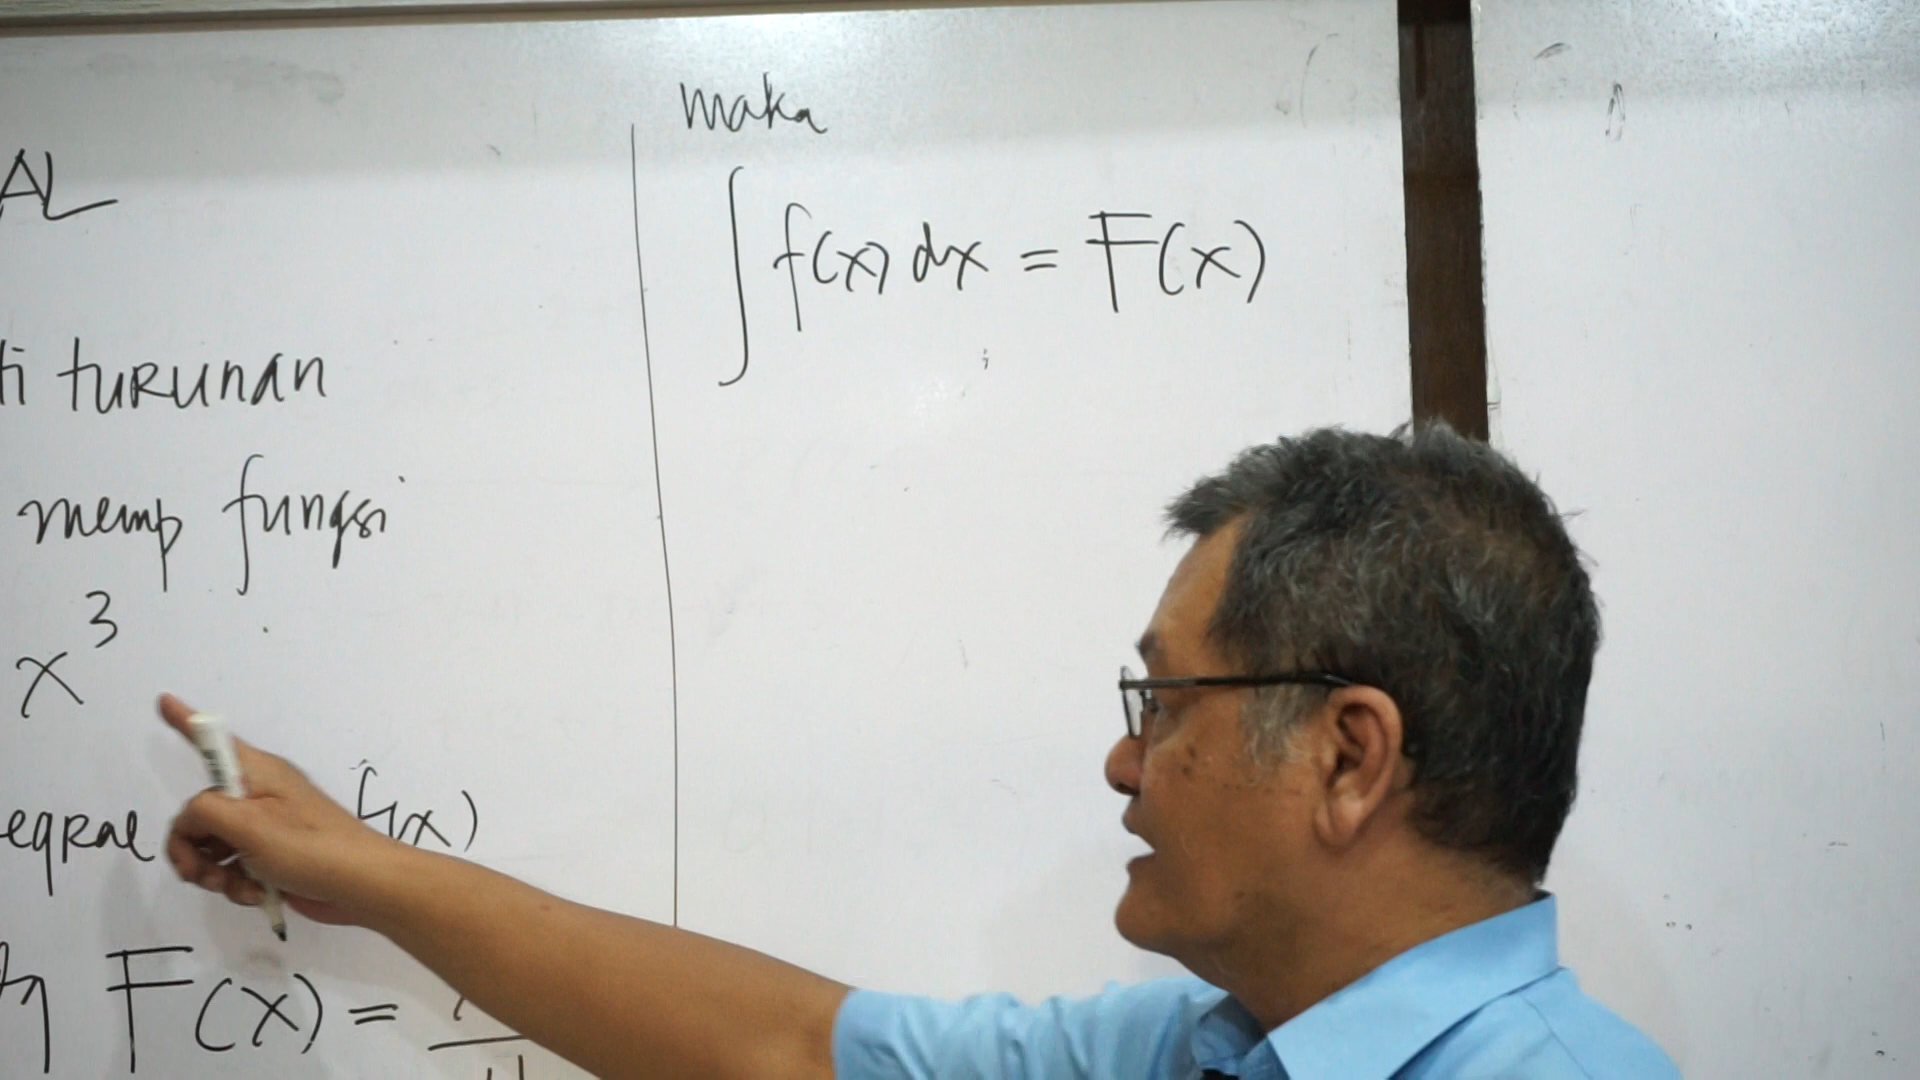 AL
ti turunan
memp fungsi
x³
egral f(x)
F(x) =
maka
∫ f(x) dx = F(x)